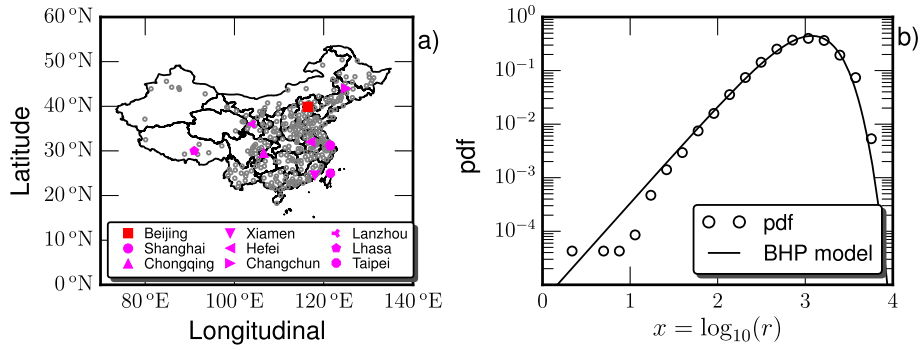 a)
60 °N
50 °N
40 °N
30 °N
20 °N
10 °N
0 °N
Latitude
80 °E
100 °E
120 °E
140 °E
Longitudinal
Beijing
Shanghai
Chongqing
Xiamen
Hefei
Changchun
Lanzhou
Lhasa
Taipei
b)
10⁰
10⁻¹
10⁻²
10⁻³
10⁻⁴
pdf
0
1
2
3
4
x = log₁₀(r)
pdf
BHP model